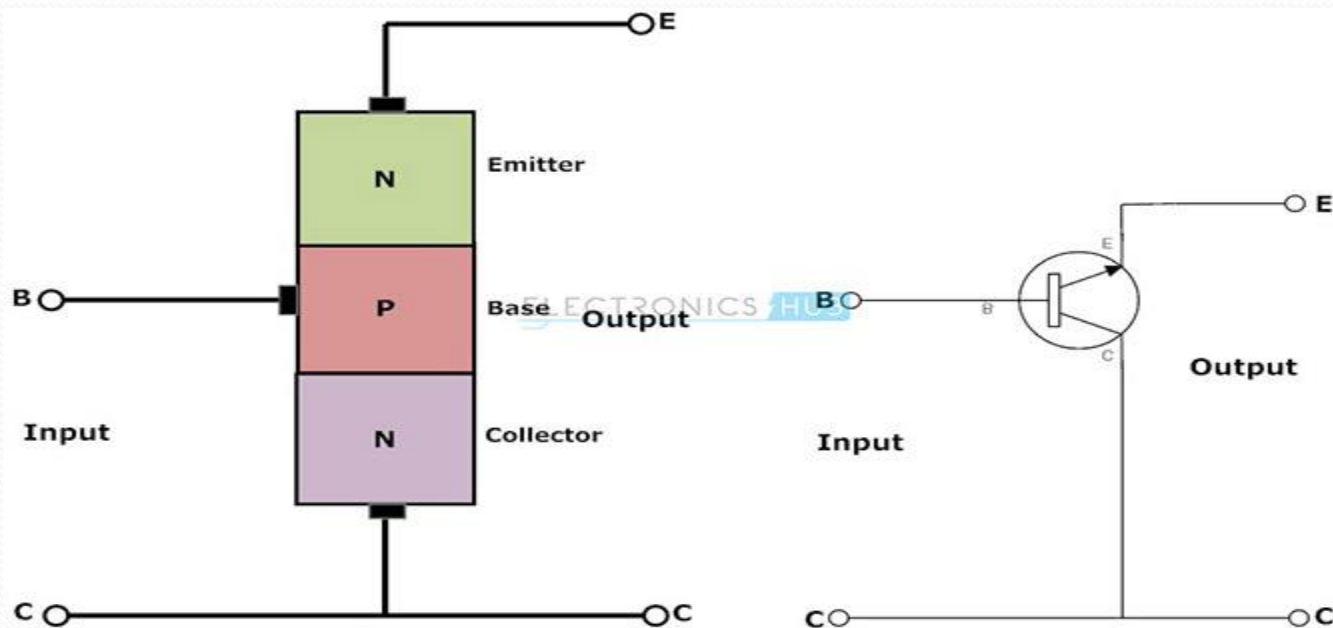 E
N
Emitter
B
P
Base
ELECTRONICS HUB
Output
Input
N
Collector
C
C
E
E
B
B
C
Output
Input
C
C